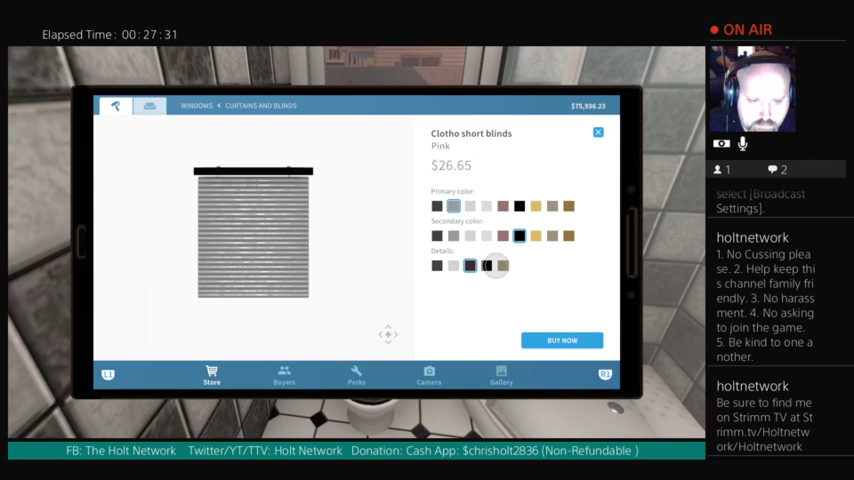 Elapsed Time: 00:27:31
ON AIR
WINDOWS < CURTAINS AND BLINDS
$75,936.23
Clotho short blinds
Pink
$26.65
Primary color:
Secondary color:
Details:
BUY NOW
L1
Store
Buyers
Perks
Camera
Gallery
R1
1
2
select [Broadcast
Settings].
holtnetwork
1. No Cussing plea
se. 2. Help keep thi
s channel family fri
endly. 3. No harass
ment. 4. No asking
to join the game.
5. Be kind to one a
nother.
holtnetwork
Be sure to find me
on Strimm TV at St
rimm.tv/Holtnetw
ork/Holtnetwork
FB: The Holt Network Twitter/YT/TTV: Holt Network Donation: Cash App: $chrisholt2836 (Non-Refundable )